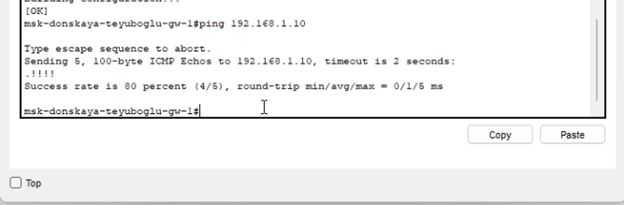 [OK]
msk-donskaya-teyuboglu-gw-1#ping 192.168.1.10
Type escape sequence to abort.
Sending 5, 100-byte ICMP Echos to 192.168.1.10, timeout is 2 seconds:
.!!!!
Success rate is 80 percent (4/5), round-trip min/avg/max = 0/1/5 ms
msk-donskaya-teyuboglu-gw-1#
Copy Paste
Top